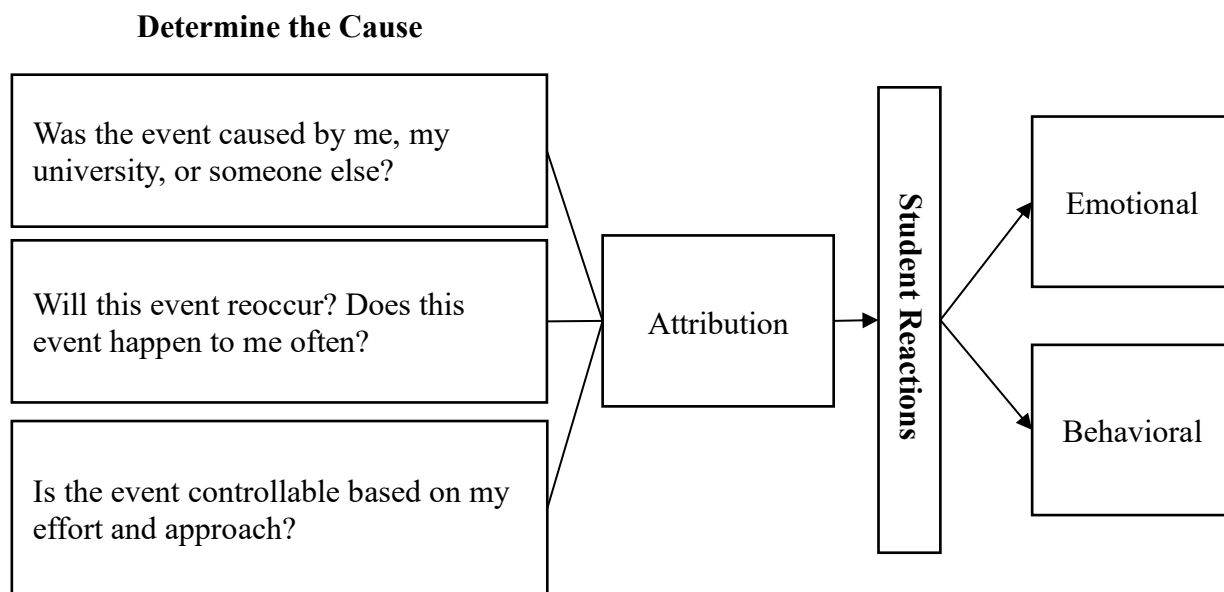 Determine the Cause
Was the event caused by me, my
university, or someone else?
Will this event reoccur? Does this
event happen to me often?
Is the event controllable based on my
effort and approach?
Attribution
Student Reactions
Emotional
Behavioral